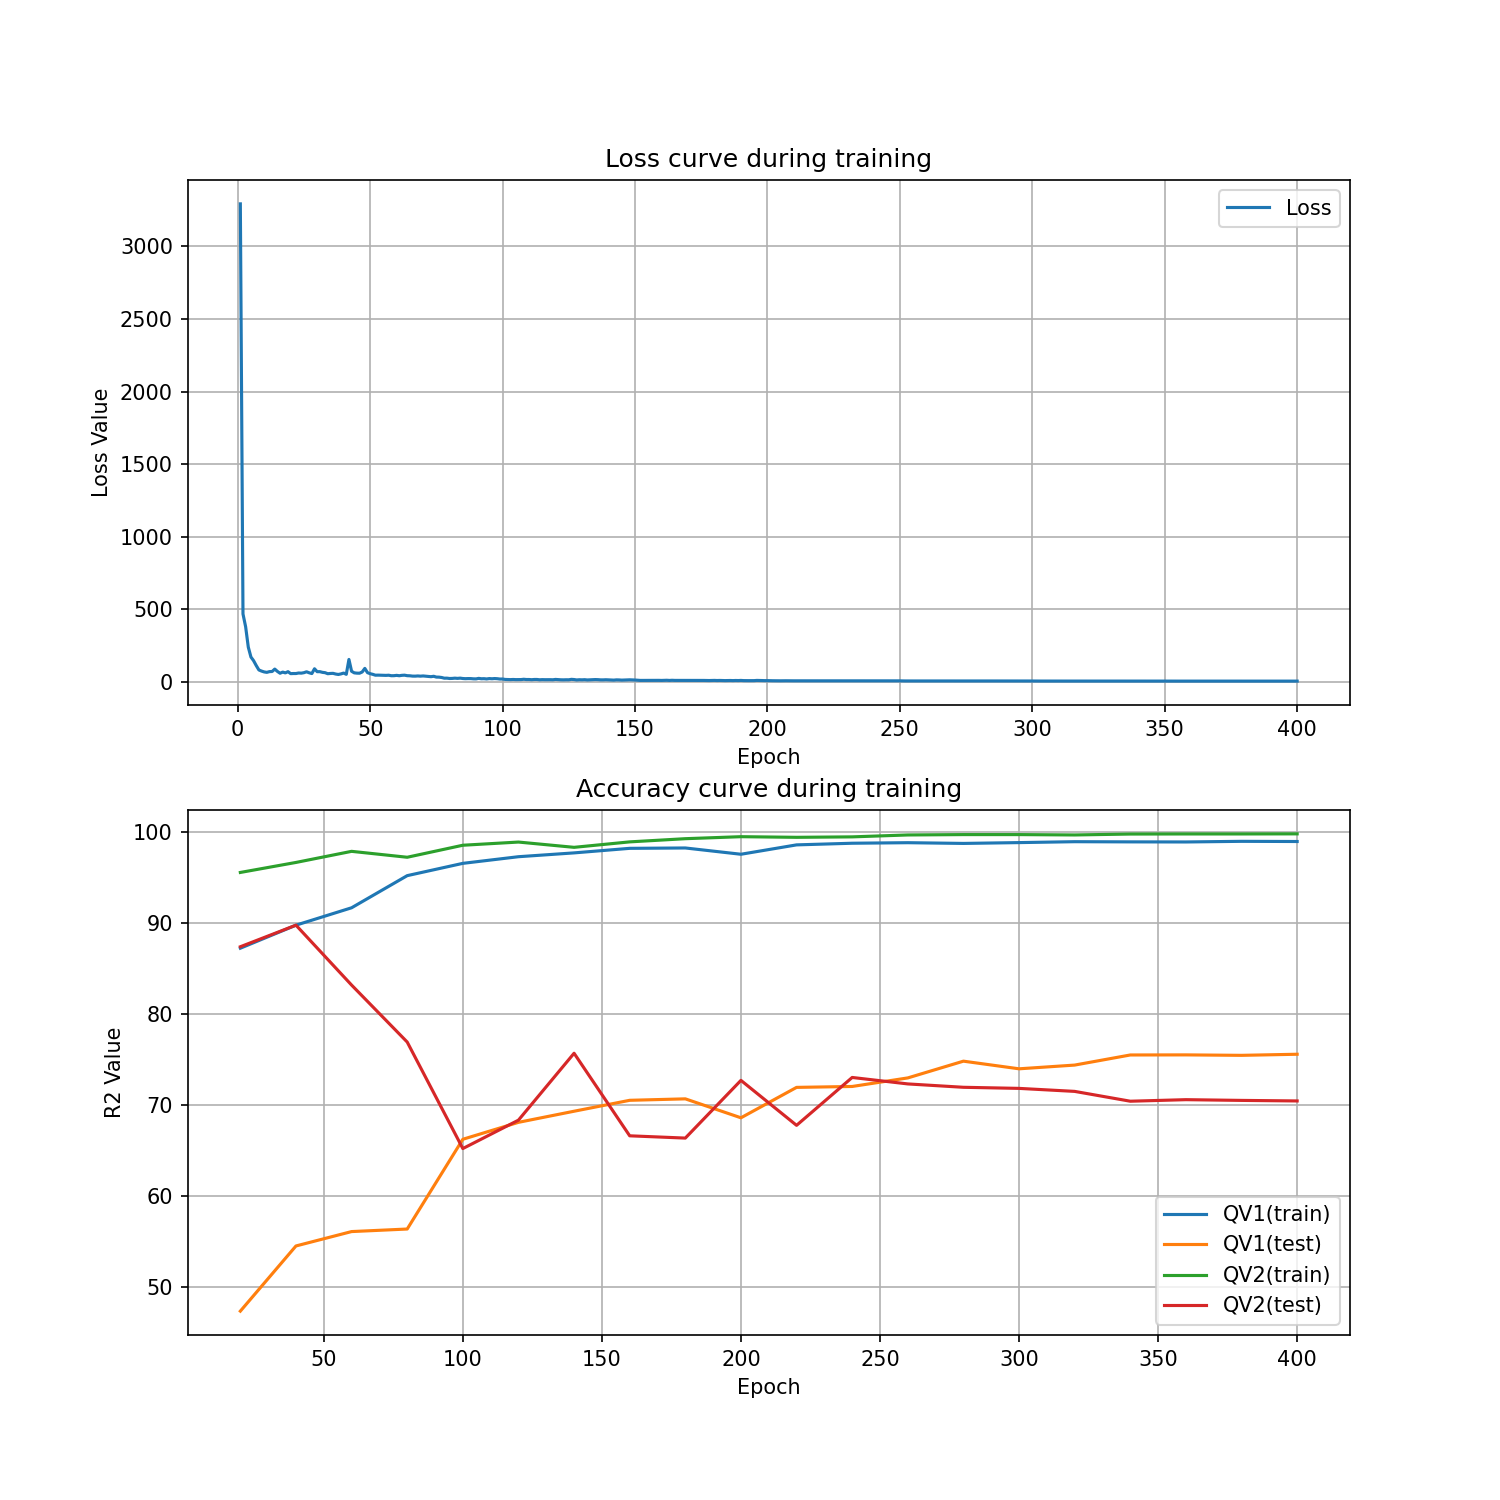 Loss curve during training
Loss
3000
2500
2000
1500
1000
500
0
Loss Value
0 50 100 150 200 250 300 350 400
Epoch
Accuracy curve during training
100
90
80
70
60
50
R2 Value
QV1(train)
QV1(test)
QV2(train)
QV2(test)
50 100 150 200 250 300 350 400
Epoch